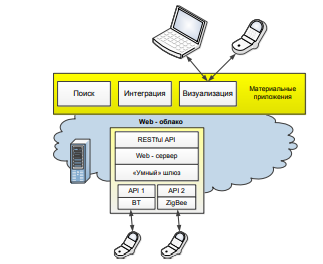 Поиск
Интеграция
Визуализация
Материальные
приложения
Web - облако
RESTful API
Web - сервер
«Умный» шлюз
API 1
API 2
BT
ZigBee